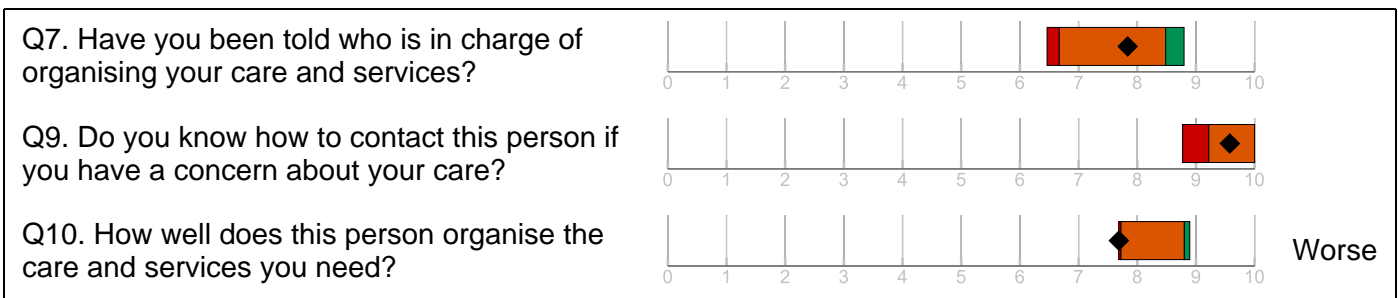 Q7. Have you been told who is in charge of
organising your care and services?
0 1 2 3 4 5 6 7 8 9 10
Q9. Do you know how to contact this person if
you have a concern about your care?
0 1 2 3 4 5 6 7 8 9 10
Q10. How well does this person organise the
care and services you need?
0 1 2 3 4 5 6 7 8 9 10
Worse